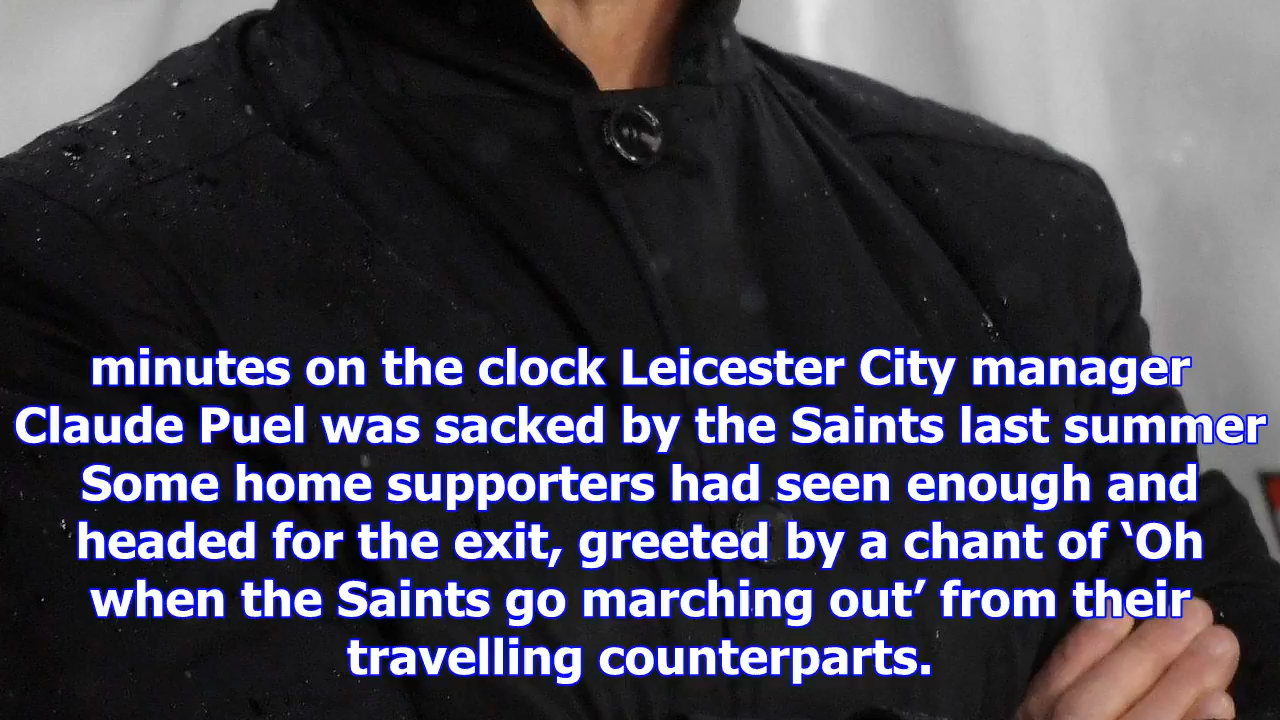 minutes on the clock Leicester City manager
Claude Puel was sacked by the Saints last summer
Some home supporters had seen enough and
headed for the exit, greeted by a chant of ‘Oh
when the Saints go marching out’ from their
travelling counterparts.